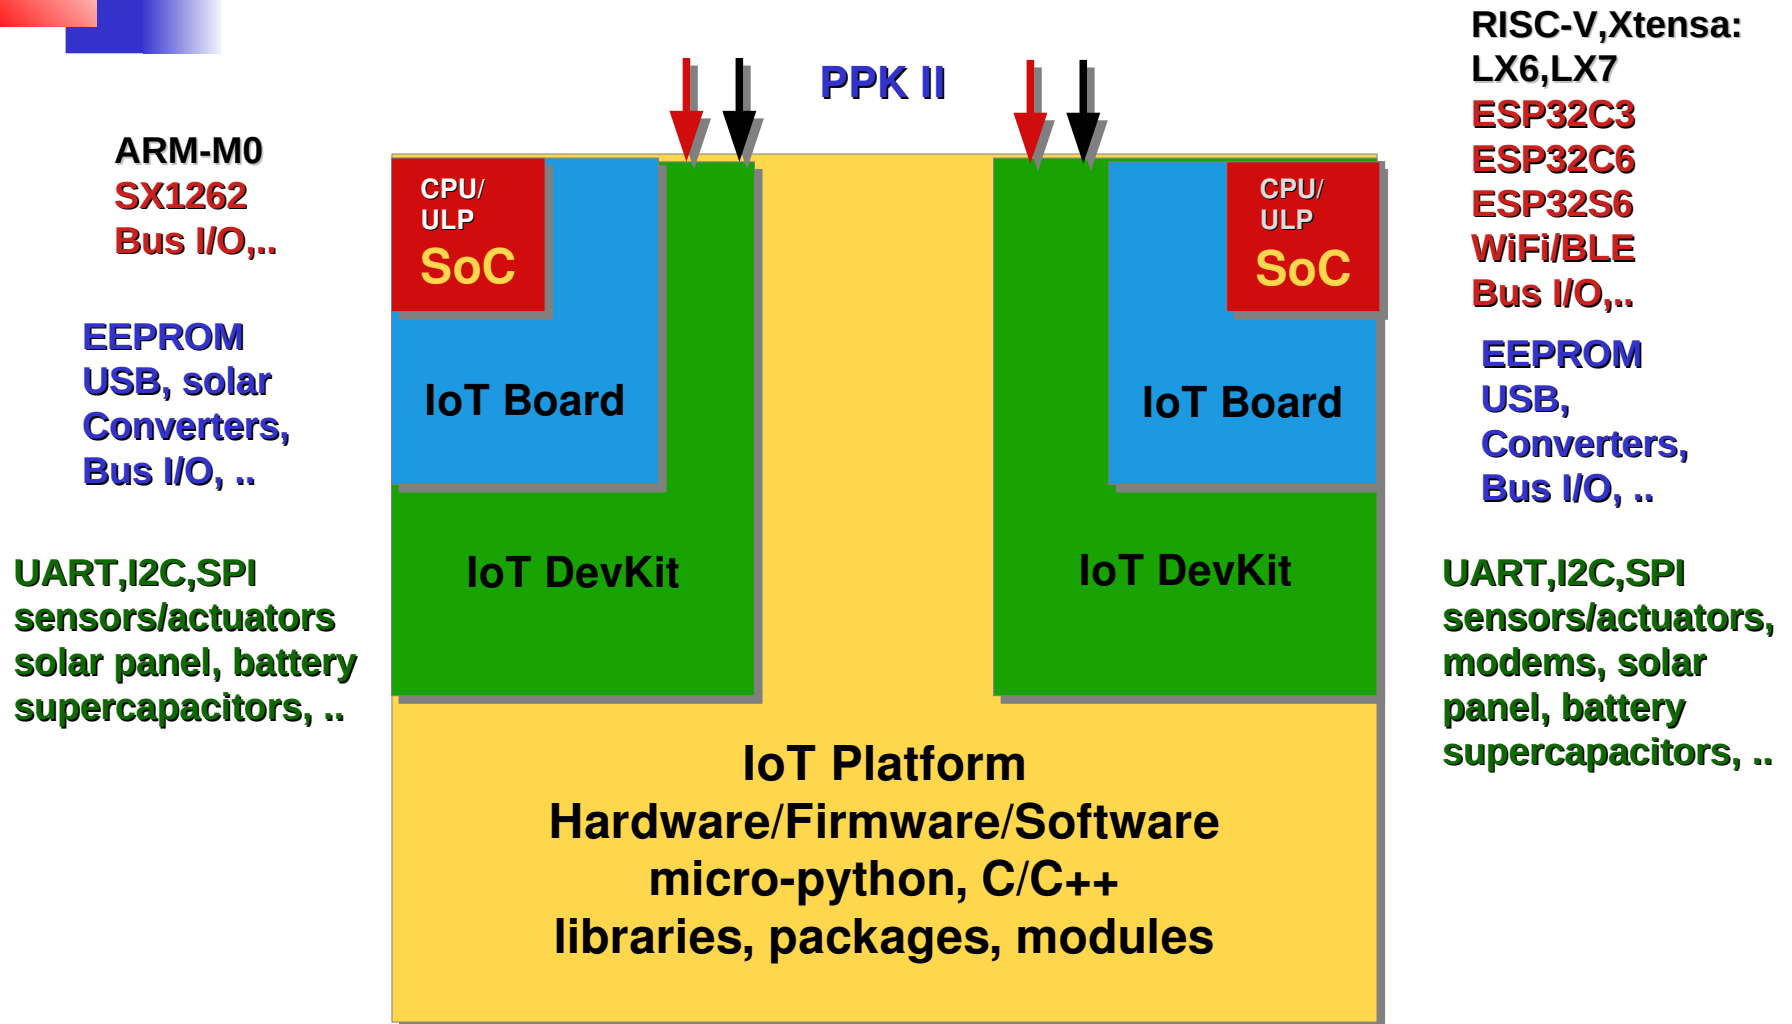 PPK II
ARM-M0
SX1262
Bus I/O,..
EEPROM
USB, solar
Converters,
Bus I/O, ..
UART,I2C,SPI
sensors/actuators
solar panel, battery
supercapacitors, ..
CPU/
ULP
SoC
IoT Board
IoT DevKit
CPU/
ULP
SoC
IoT Board
IoT DevKit
IoT Platform
Hardware/Firmware/Software
micro-python, C/C++
libraries, packages, modules
RISC-V,Xtensa:
LX6,LX7
ESP32C3
ESP32C6
ESP32S6
WiFi/BLE
Bus I/O,..
EEPROM
USB,
Converters,
Bus I/O, ..
UART,I2C,SPI
sensors/actuators,
modems, solar
panel, battery
supercapacitors, ..